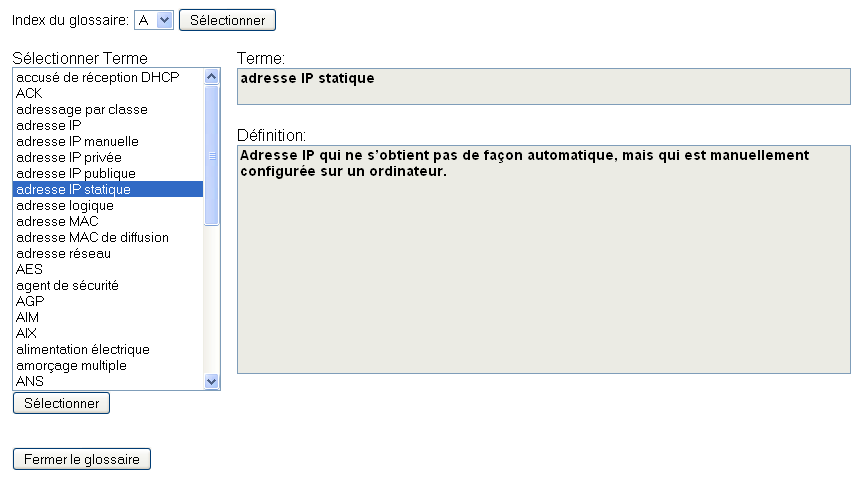 Index du glossaire: A Sélectionner
Sélectionner Terme
accusé de réception DHCP
ACK
adressage par classe
adresse IP
adresse IP manuelle
adresse IP privée
adresse IP publique
adresse IP statique
adresse logique
adresse MAC
adresse MAC de diffusion
adresse réseau
AES
agent de sécurité
AGP
AIM
AIX
alimentation électrique
amorçage multiple
ANS
Sélectionner
Terme:
adresse IP statique
Définition:
Adresse IP qui ne s'obtient pas de façon automatique, mais qui est manuellement
configurée sur un ordinateur.
Fermer le glossaire